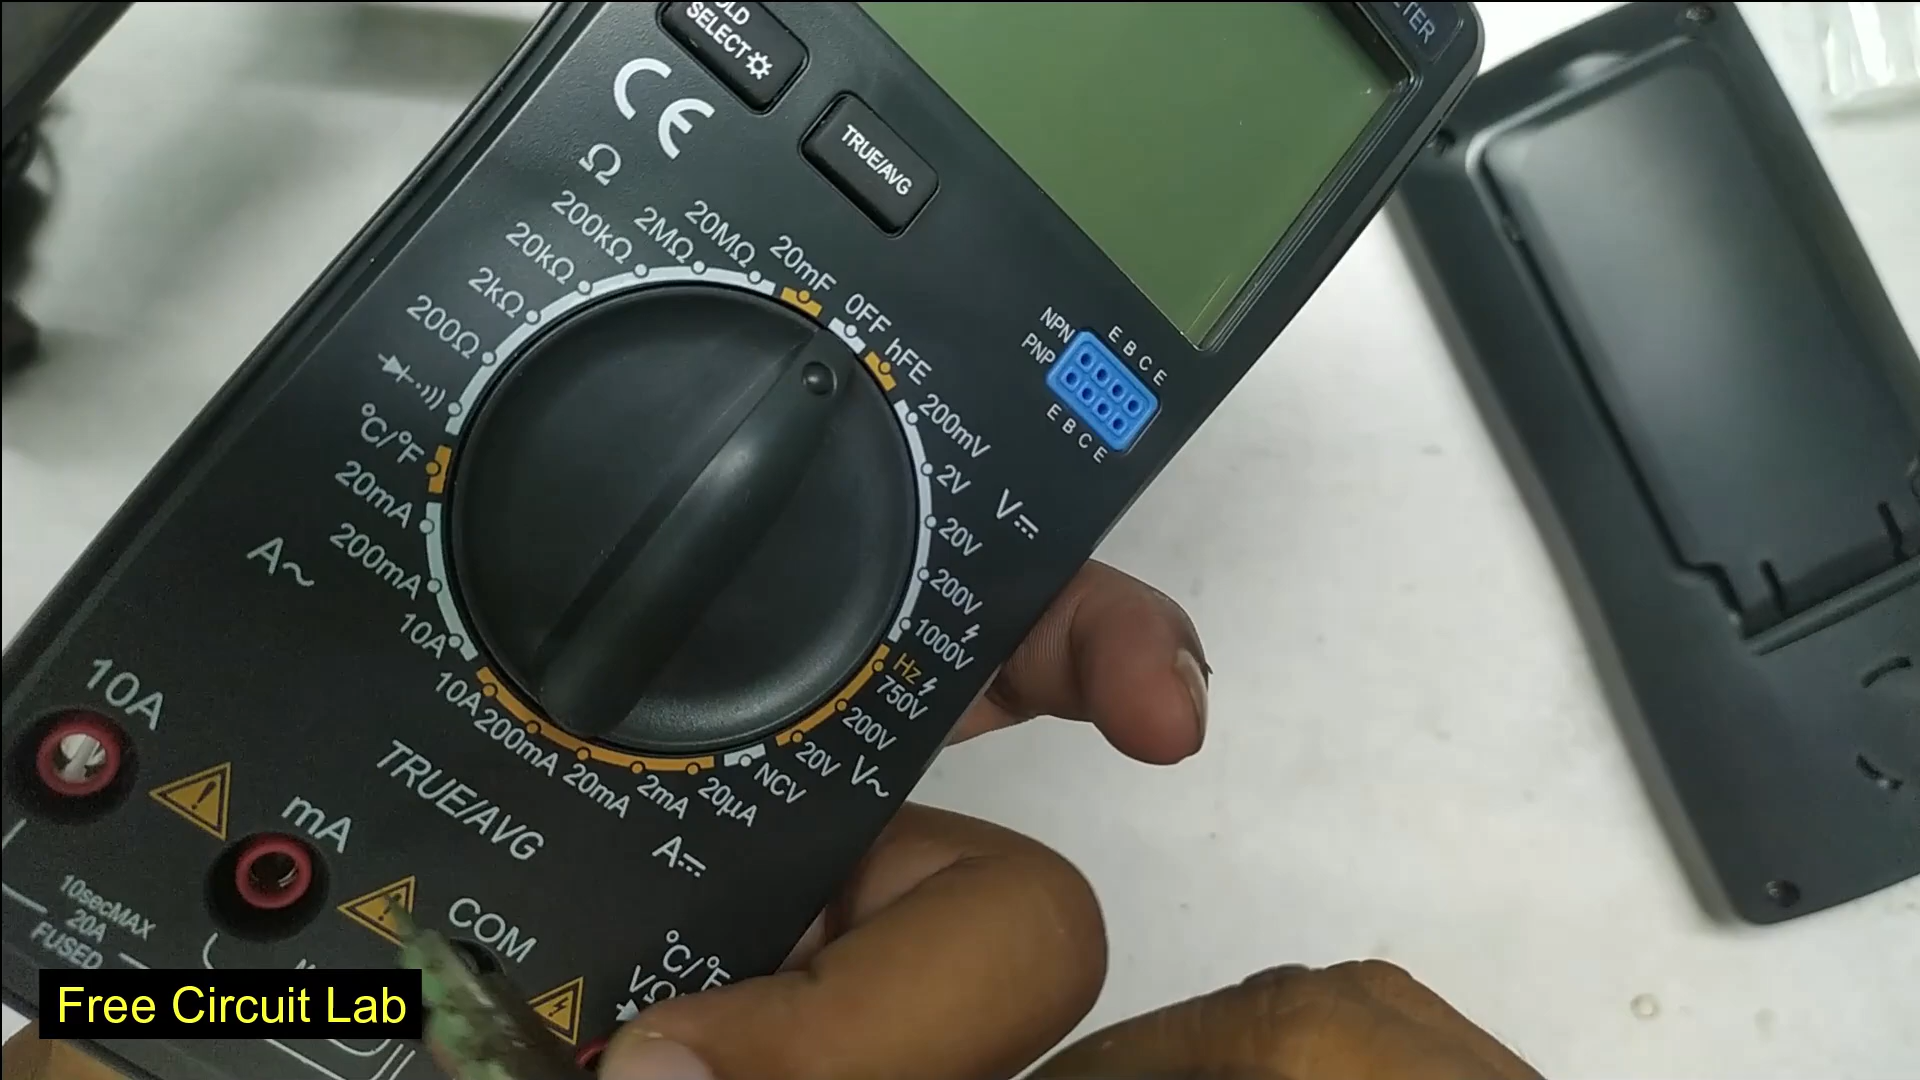 SELECT
CE
TRUE/AVG
ETER
Ω
200Ω
2kΩ
20kΩ
200kΩ
2MΩ
20MΩ
20mF
OFF
hFE
200mV
2V
20V
200V
1000V
V⎓
Hz
750V
200V
20V
V~
NCV
20µA
2mA
20mA
200mA
10A
A⎓
10A
200mA
20mA
A~
°C/°F
NPN
PNP
E B C E
E B C E
TRUE/AVG
10A
mA
COM
°C/°F
VΩ
10secMAX
20A
FUSED
Free Circuit Lab